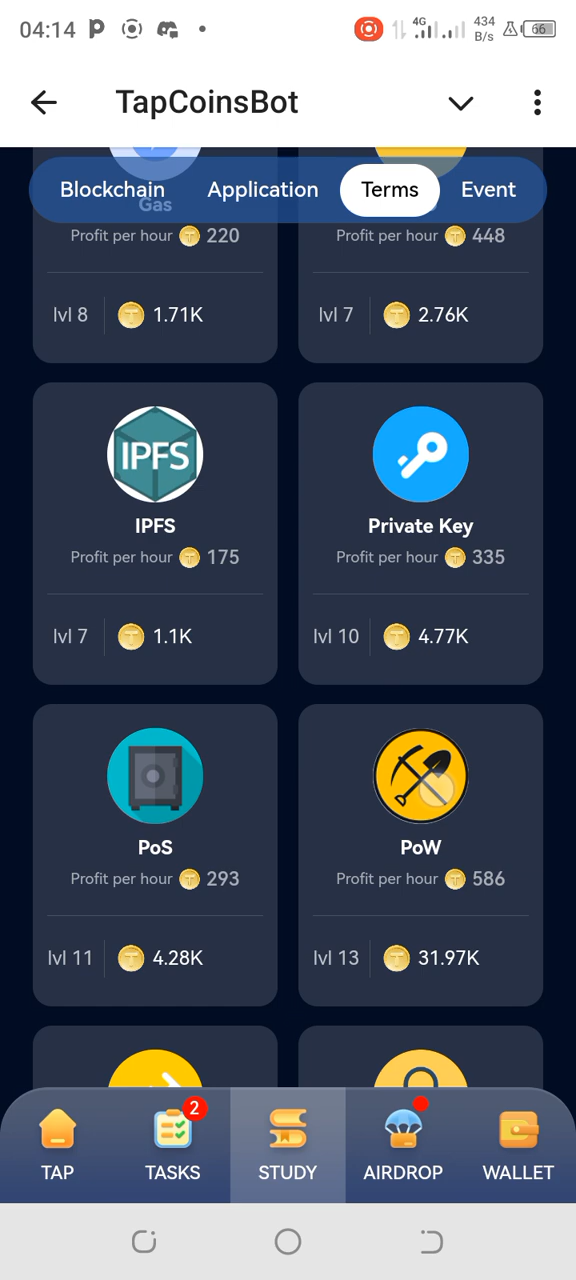 04:14 4G 434 B/s 66
TapCoinsBot
Blockchain Application Terms Event
Gas
Profit per hour 220 Profit per hour 448
lvl 8 1.71K lvl 7 2.76K
IPFS
IPFS Private Key
Profit per hour 175 Profit per hour 335
lvl 7 1.1K lvl 10 4.77K
PoS PoW
Profit per hour 293 Profit per hour 586
lvl 11 4.28K lvl 13 31.97K
2
TAP TASKS STUDY AIRDROP WALLET